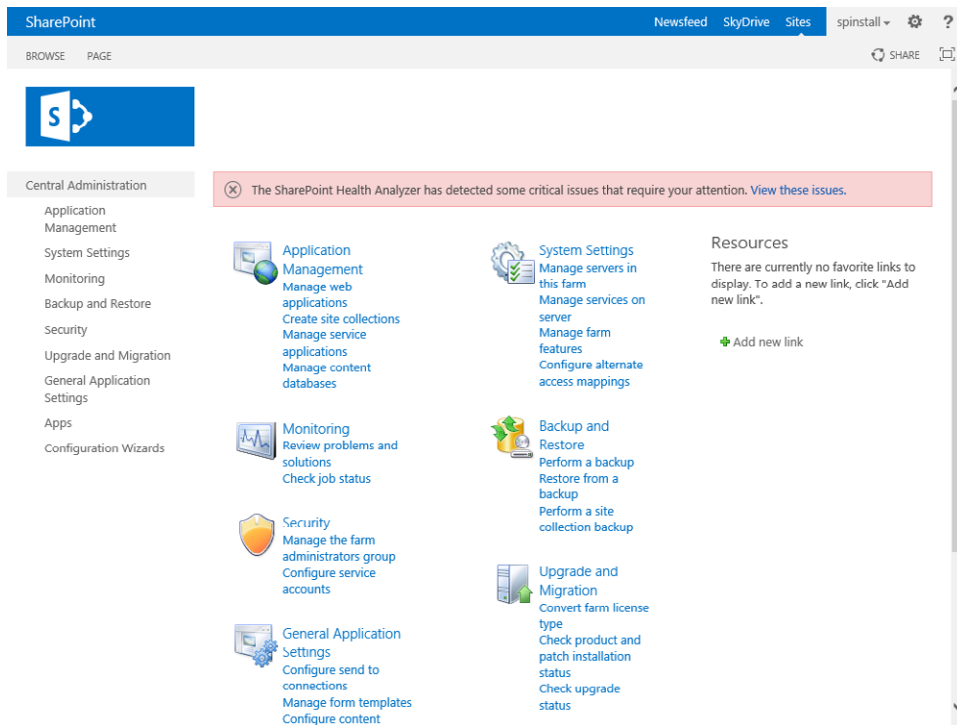 SharePoint
Newsfeed SkyDrive Sites spinstall ?
BROWSE PAGE
SHARE
S
Central Administration
Application
Management
System Settings
Monitoring
Backup and Restore
Security
Upgrade and Migration
General Application
Settings
Apps
Configuration Wizards
The SharePoint Health Analyzer has detected some critical issues that require your attention. View these issues.
Application
Management
Manage web
applications
Create site collections
Manage service
applications
Manage content
databases
Monitoring
Review problems and
solutions
Check job status
Security
Manage the farm
administrators group
Configure service
accounts
General Application
Settings
Configure send to
connections
Manage form templates
Configure content
System Settings
Manage servers in
this farm
Manage services on
server
Manage farm
features
Configure alternate
access mappings
Backup and
Restore
Perform a backup
Restore from a
backup
Perform a site
collection backup
Upgrade and
Migration
Convert farm license
type
Check product and
patch installation
status
Check upgrade
status
Resources
There are currently no favorite links to
display. To add a new link, click "Add
new link".
Add new link